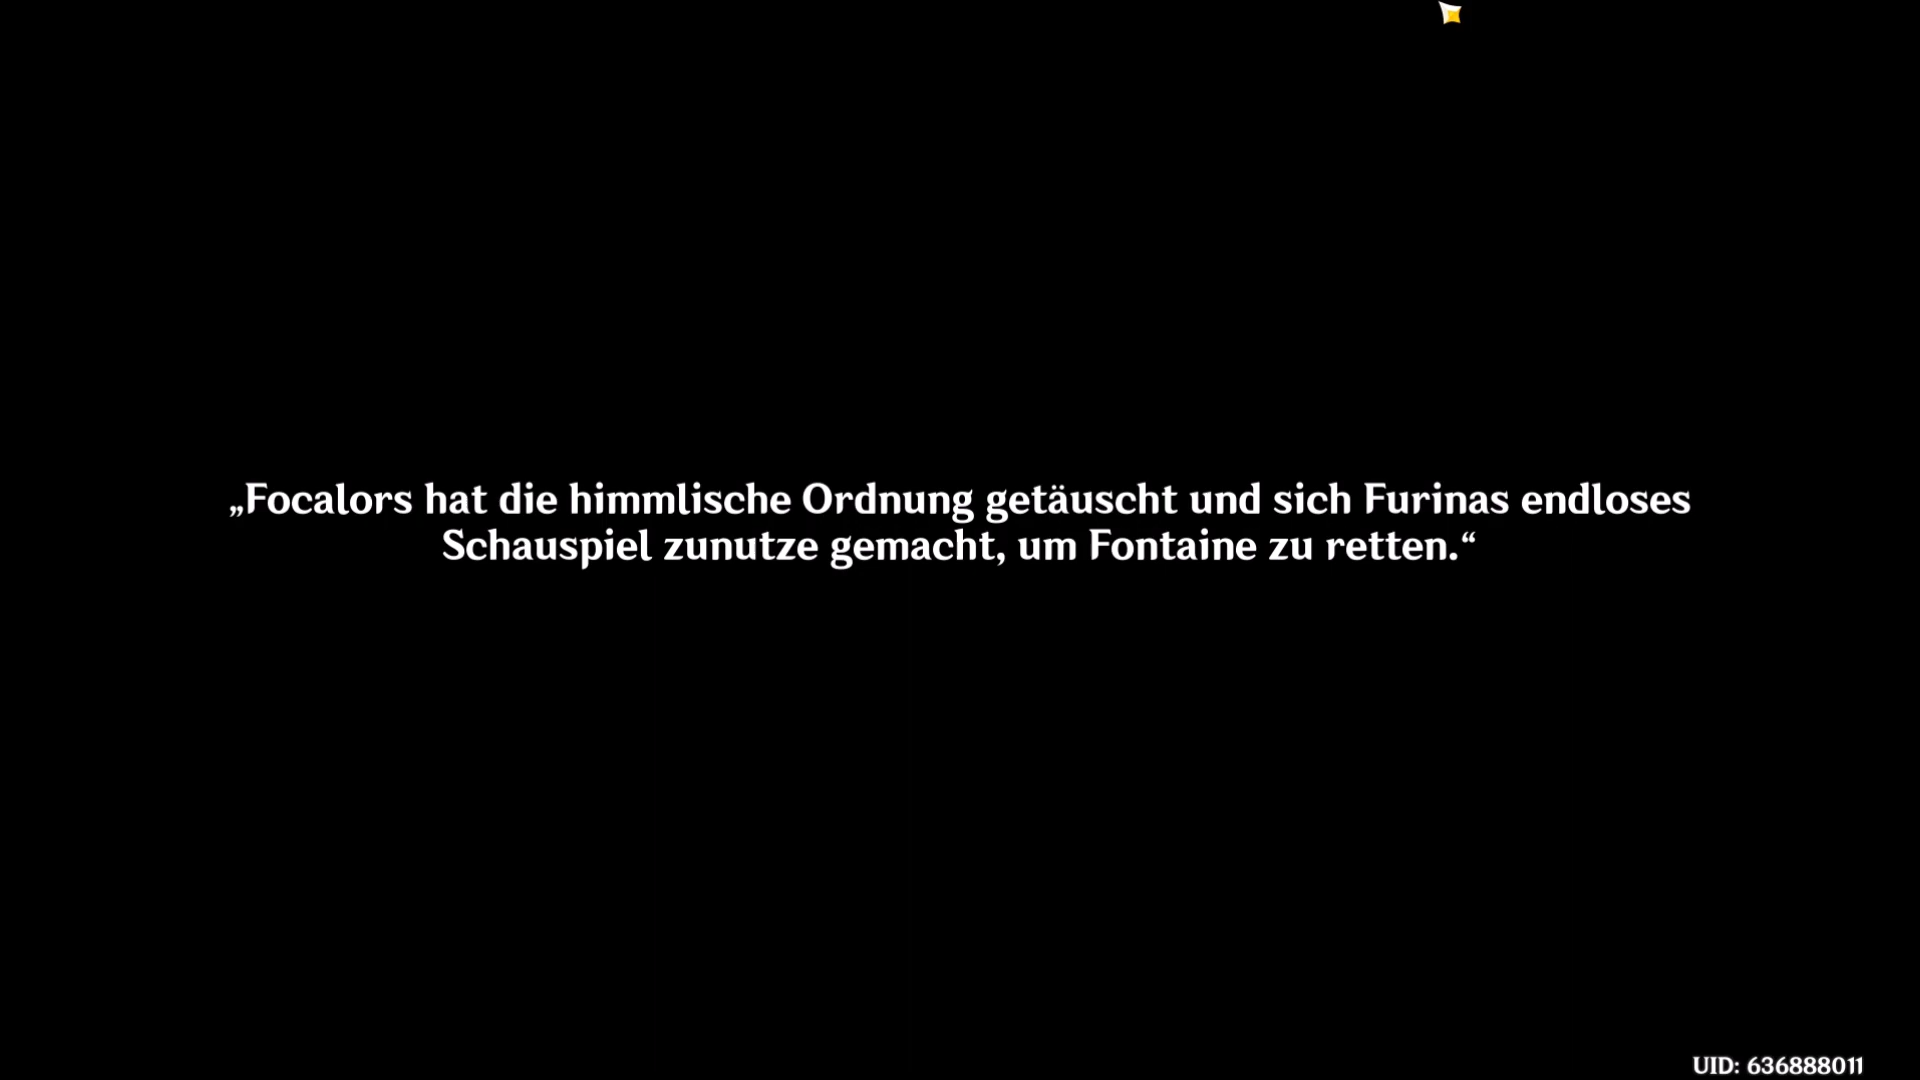 „Focalors hat die himmlische Ordnung getäuscht und sich Furinas endloses
Schauspiel zunutze gemacht, um Fontaine zu retten.“
UID: 636888011